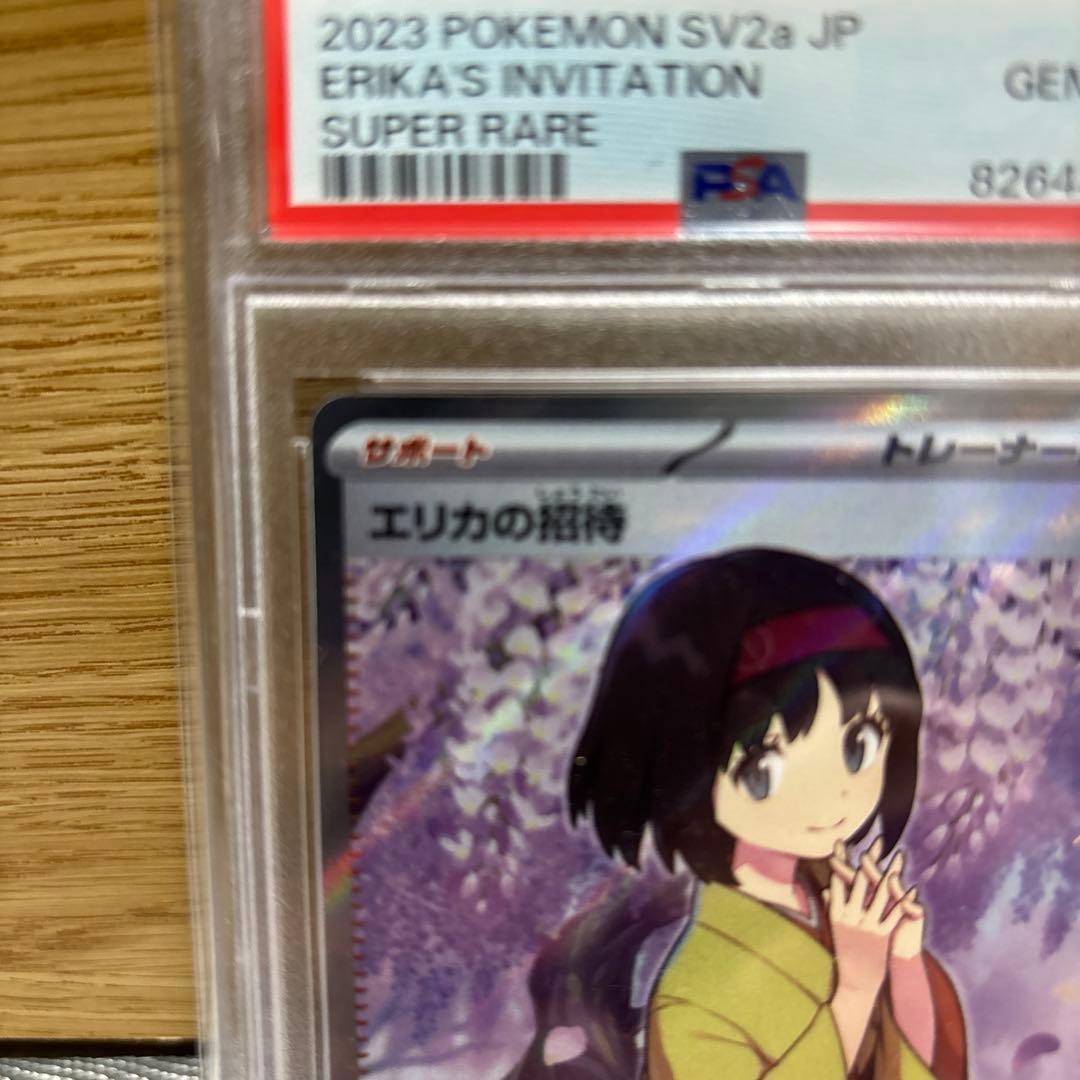 2023 POKEMON SV2a JP
ERIKA'S INVITATION
GEM
SUPER RARE
PSA
8264
サポート
トレーナー
エリカの招待